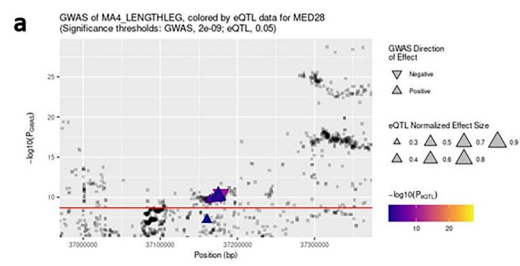 a
GWAS of MA4_LENGTHLEG, colored by eQTL data for MED28
(Significance thresholds: GWAS, 2e-09; eQTL, 0.05)
25
20
15
10
-log10(PGWAS)
37000000 37100000 37200000 37300000
Position (bp)
GWAS Direction
of Effect
Negative
Positive
eQTL Normalized Effect Size
0.3 0.5 0.7 0.9
0.4 0.6 0.8
-log10(PeQTL)
10 20